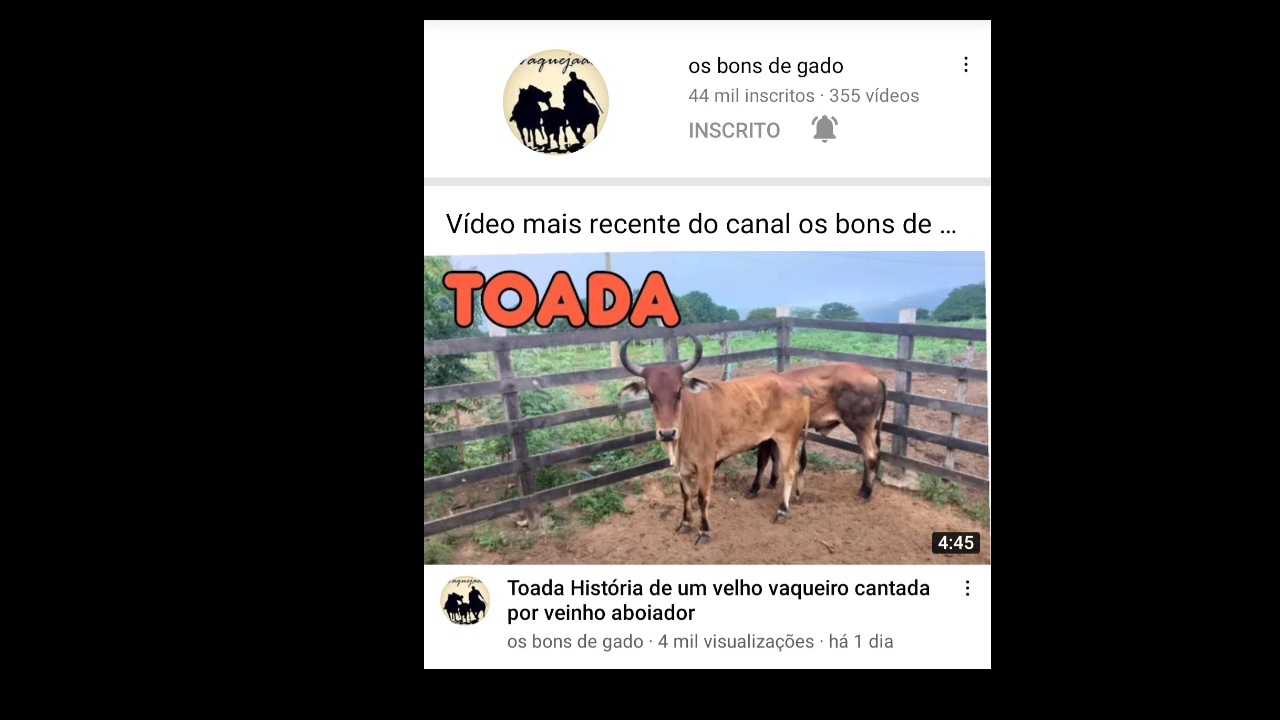 os bons de gado
44 mil inscritos · 355 vídeos
INSCRITO
Vídeo mais recente do canal os bons de ...
TOADA
4:45
Toada História de um velho vaqueiro cantada
por veinho aboiador
os bons de gado · 4 mil visualizações · há 1 dia